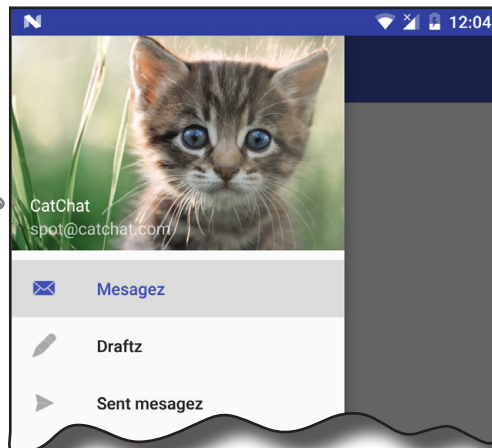 12:04
CatChat
spot@catchat.com
Mesagez
Draftz
Sent mesagez